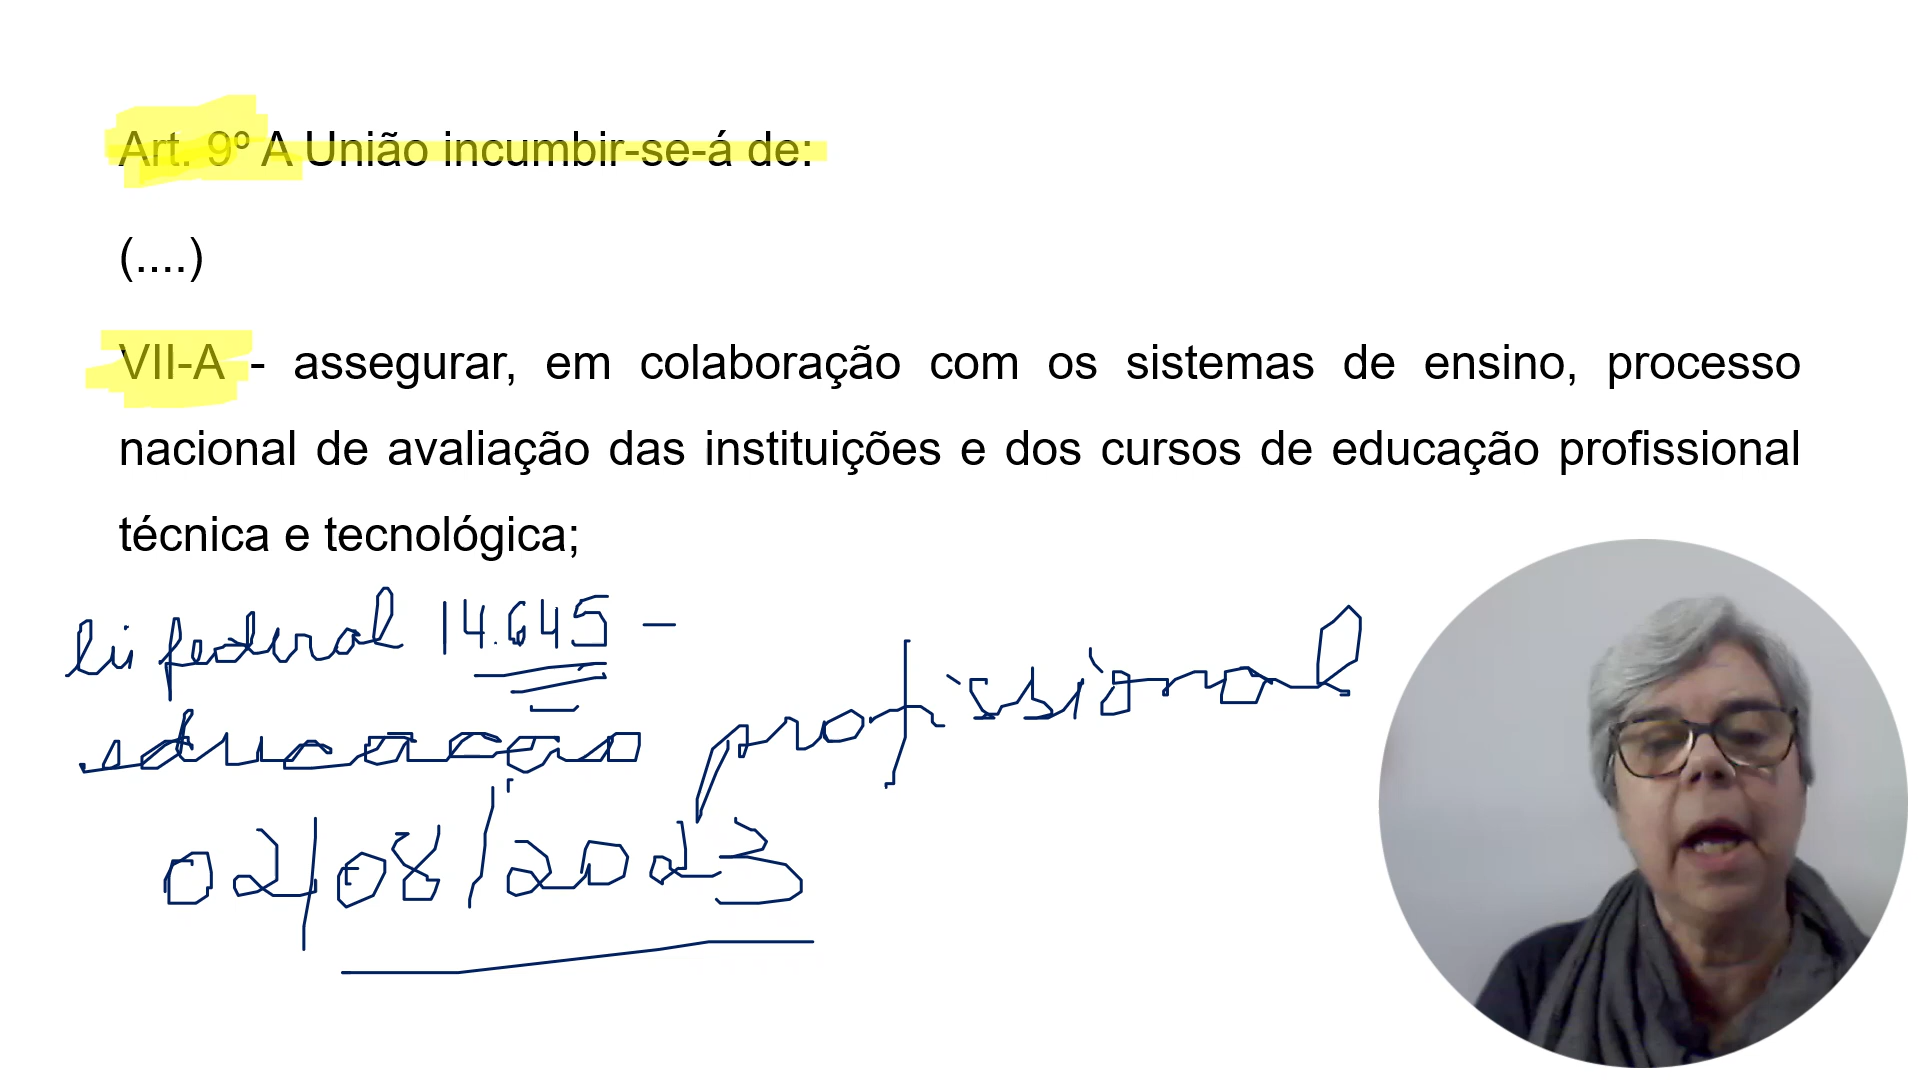 Art. 9º A União incumbir-se-á de:
(....)
VII-A - assegurar, em colaboração com os sistemas de ensino, processo
nacional de avaliação das instituições e dos cursos de educação profissional
técnica e tecnológica;
lei federal 14.645 -
educação profissional
02/08/2023